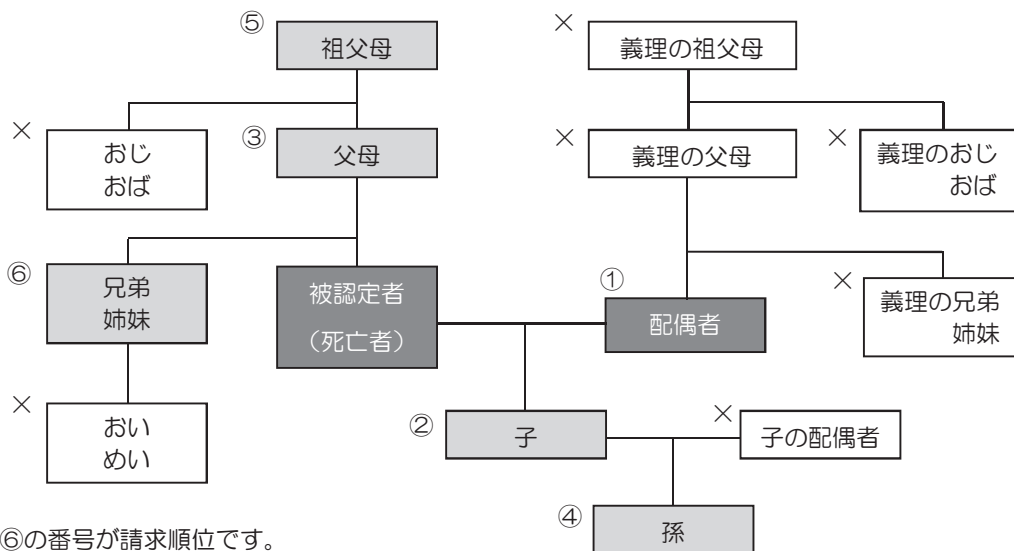 ⑤
祖父母
×
義理の祖父母
×
おじ
おば
③
父母
×
義理の父母
×
義理のおじ
おば
⑥
兄弟
姉妹
被認定者
（死亡者）
①
配偶者
×
義理の兄弟
姉妹
×
おい
めい
②
子
×
子の配偶者
④
孫
⑥の番号が請求順位です。